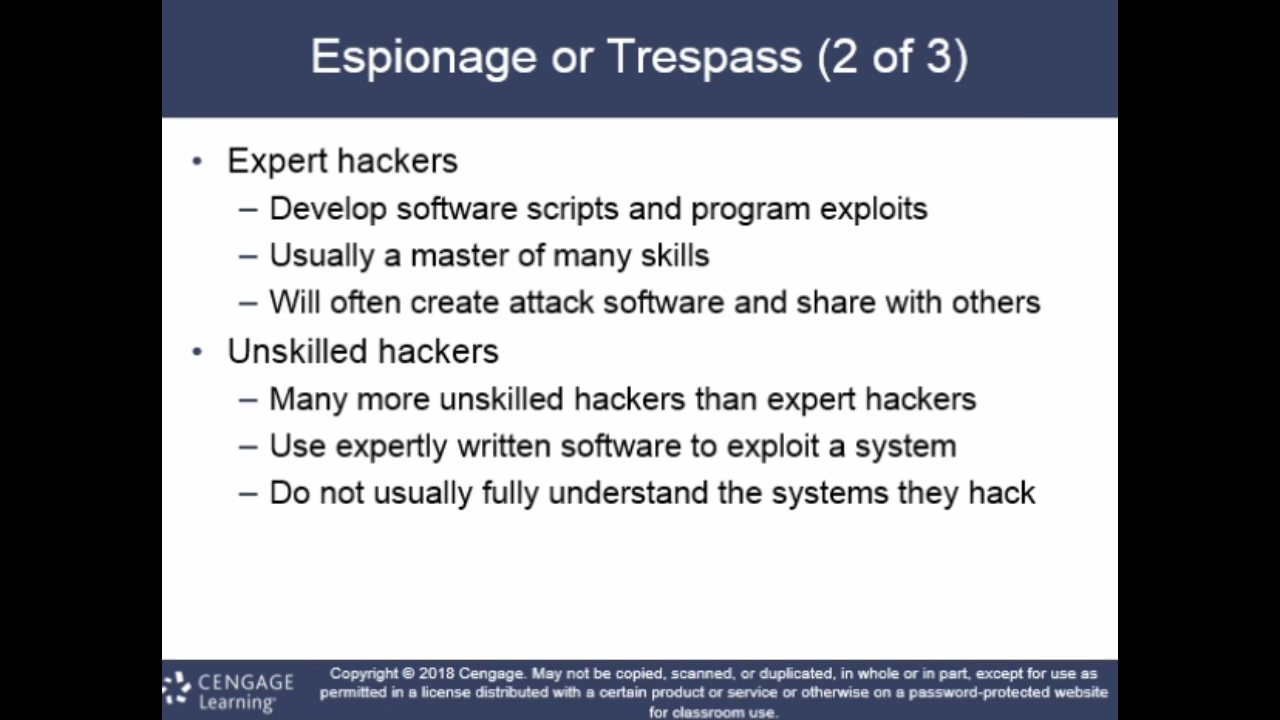 Espionage or Trespass (2 of 3)
• Expert hackers
– Develop software scripts and program exploits
– Usually a master of many skills
– Will often create attack software and share with others
• Unskilled hackers
– Many more unskilled hackers than expert hackers
– Use expertly written software to exploit a system
– Do not usually fully understand the systems they hack
CENGAGE
Learning
Copyright © 2018 Cengage. May not be copied, scanned, or duplicated, in whole or in part, except for use as
permitted in a license distributed with a certain product or service or otherwise on a password-protected website
for classroom use.